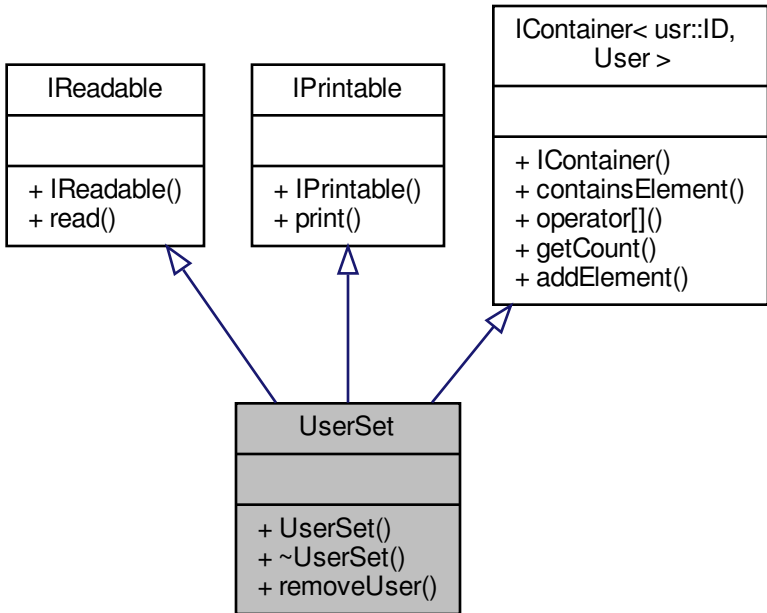 IReadable
+ IReadable()
+ read()
IPrintable
+ IPrintable()
+ print()
IContainer< usr::ID,
User >
+ IContainer()
+ containsElement()
+ operator[]()
+ getCount()
+ addElement()
UserSet
+ UserSet()
+ ~UserSet()
+ removeUser()